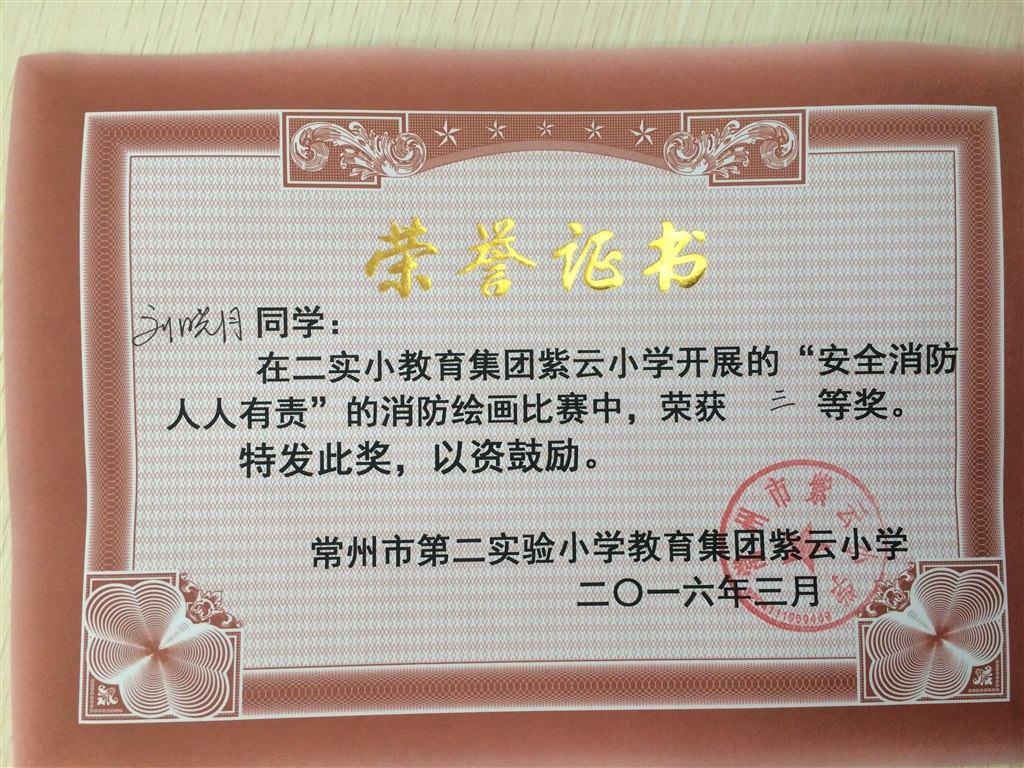 荣誉证书
刘晓月同学：
在二实小教育集团紫云小学开展的“安全消防
人人有责”的消防绘画比赛中，荣获 三 等奖。
特发此奖，以资鼓励。
常州市第二实验小学教育集团紫云小学
二〇一六年三月